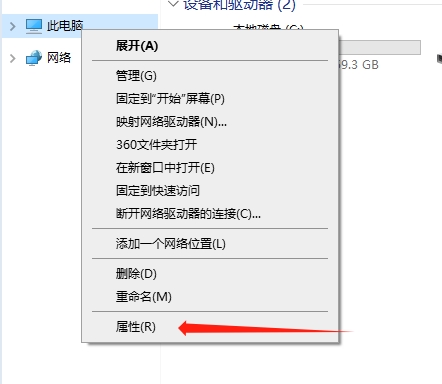 设备和驱动器 (2)
此电脑
本地磁盘 (C:)
展开(A)
网络
59.3 GB
管理(G)
固定到"开始"屏幕(P)
映射网络驱动器(N)...
360文件夹打开
在新窗口中打开(E)
固定到快速访问
断开网络驱动器的连接(C)...
添加一个网络位置(L)
删除(D)
重命名(M)
属性(R)